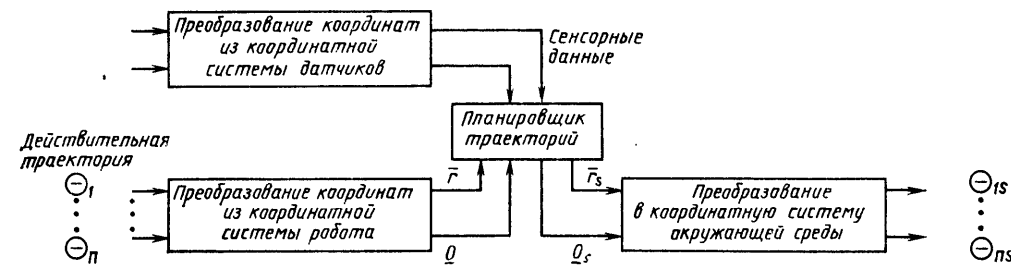 Преобразование координат
из координатной
системы датчиков
Сенсорные
данные
Планировщик
траекторий
Действительная
траектория
Θ1
Θn
Преобразование координат
из координатной
системы робота
r̄
Q
r̄s
Qs
Преобразование
в координатную систему
окружающей среды
Θ1s
Θns